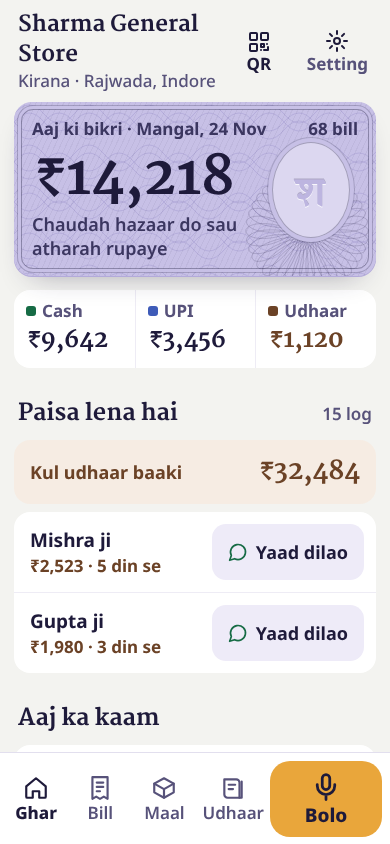 Sharma General
Store
Kirana · Rajwada, Indore
QR
Setting
Aaj ki bikri · Mangal, 24 Nov
68 bill
₹14,218
श
Chaudah hazaar do sau
atharah rupaye
Cash
UPI
Udhaar
₹9,642
₹3,456
₹1,120
Paisa lena hai
15 log
Kul udhaar baaki
₹32,484
Mishra ji
₹2,523 · 5 din se
Yaad dilao
Gupta ji
₹1,980 · 3 din se
Yaad dilao
Aaj ka kaam
Ghar
Bill
Maal
Udhaar
Bolo